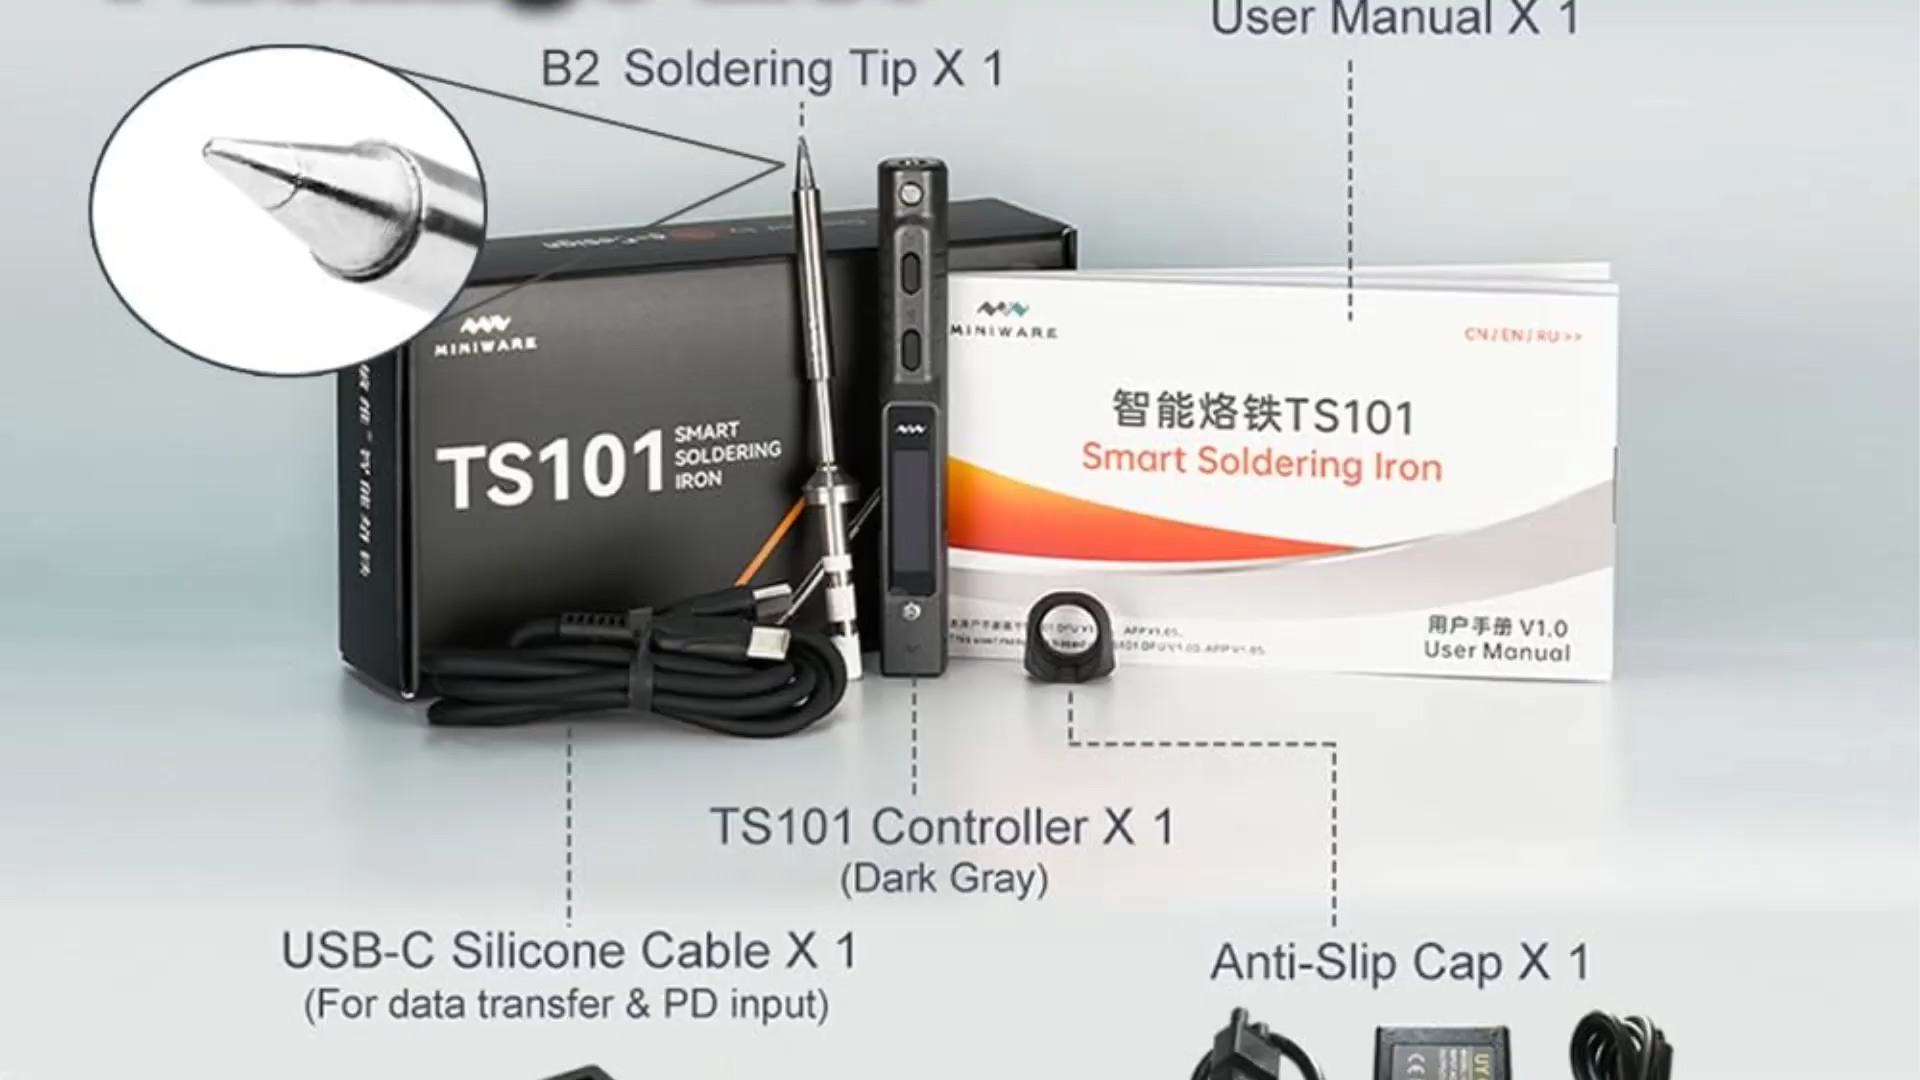 User Manual X 1
B2 Soldering Tip X 1
MINIWARE
TS101
SMART
SOLDERING
IRON
MINIWARE
CN / EN / RU >>
智能烙铁TS101
Smart Soldering Iron
用户手册 V1.0
User Manual
TS101 Controller X 1
(Dark Gray)
USB-C Silicone Cable X 1
(For data transfer & PD input)
Anti-Slip Cap X 1